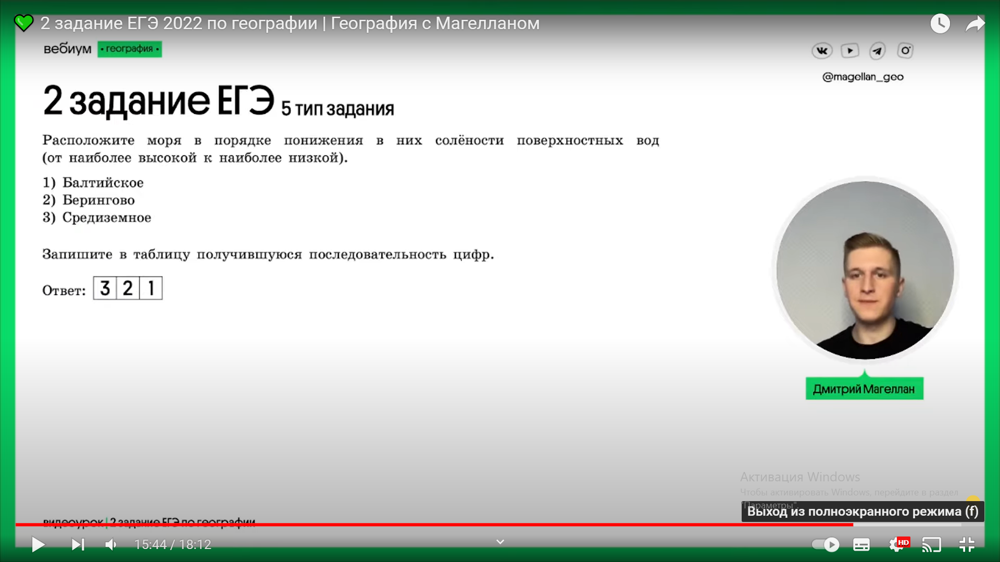 2 задание ЕГЭ 2022 по географии | География с Магелланом
вебиум • география •
@magellan_geo
2 задание ЕГЭ 5 тип задания
Расположите моря в порядке понижения в них солёности поверхностных вод
(от наиболее высокой к наиболее низкой).
1) Балтийское
2) Берингово
3) Средиземное
Запишите в таблицу получившуюся последовательность цифр.
Ответ: 3 2 1
Дмитрий Магеллан
Активация Windows
Чтобы активировать Windows, перейдите в раздел
"Параметры".
Выход из полноэкранного режима (f)
видеоурок | 2 задание ЕГЭ по географии
15:44 / 18:12
HD